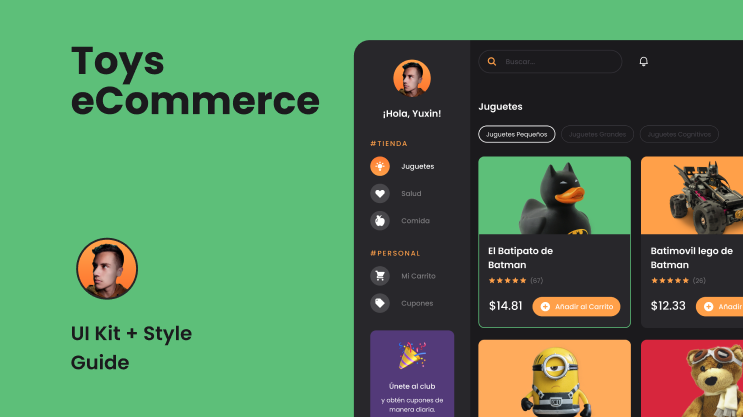 Toys
eCommerce
UI Kit + Style
Guide
¡Hola, Yuxin!
#TIENDA
Juguetes
Salud
Comida
#PERSONAL
Mi Carrito
Cupones
Únete al club
y obtén cupones de
manera diaria.
Buscar...
Juguetes
Juguetes Pequeños
Juguetes Grandes
Juguetes Cognitivos
El Batipato de
Batman
(57)
$14.81
Añadir al Carrito
Batimovil lego de
Batman
(26)
$12.33
Añadir